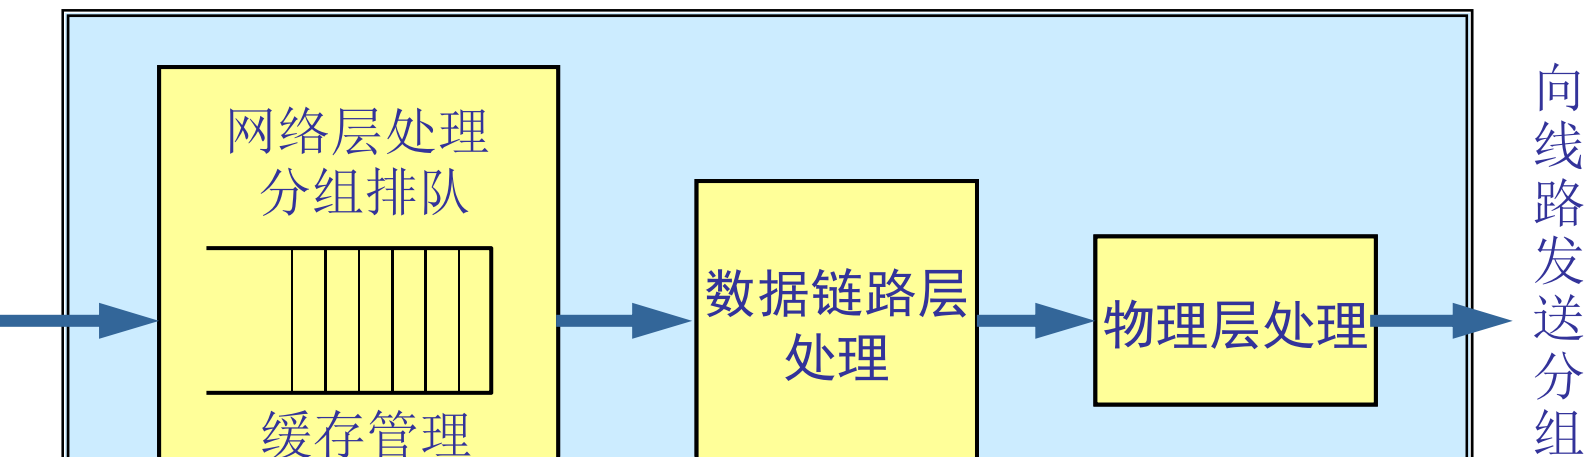 网络层处理
分组排队
缓存管理
数据链路层
处理
物理层处理
向线路发送分组